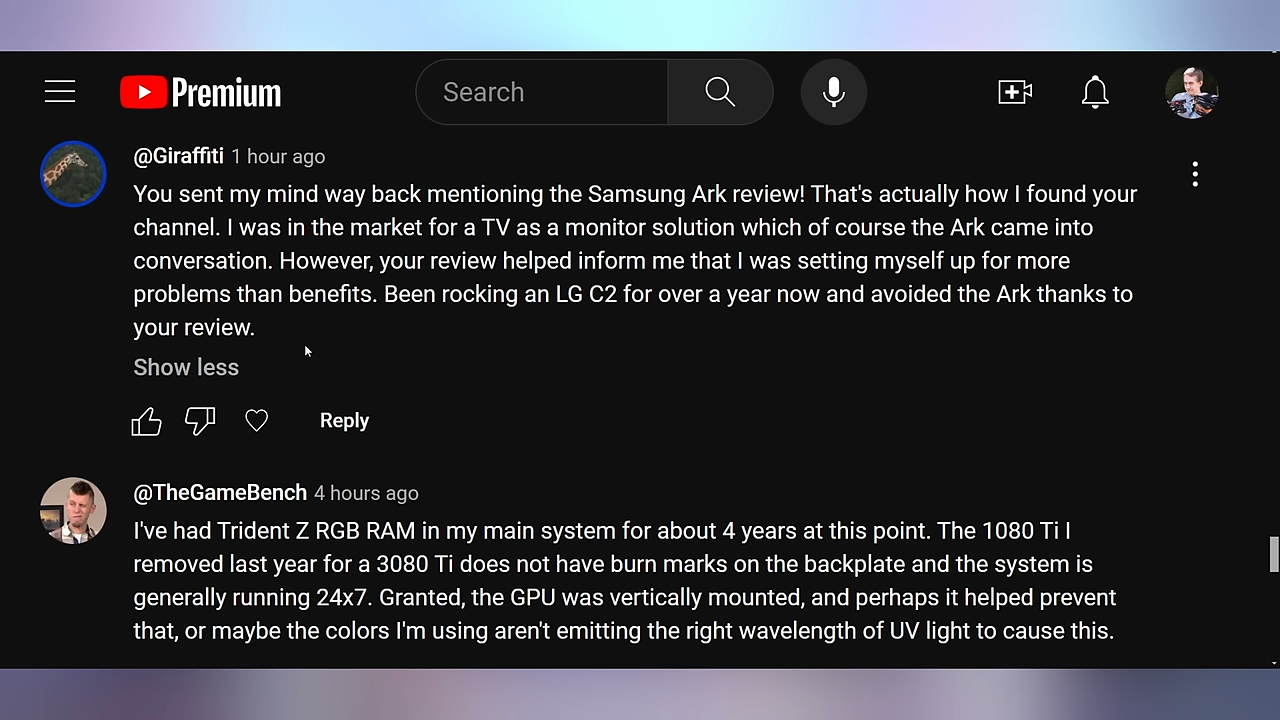 Premium
Search
@Giraffiti 1 hour ago
You sent my mind way back mentioning the Samsung Ark review! That's actually how I found your
channel. I was in the market for a TV as a monitor solution which of course the Ark came into
conversation. However, your review helped inform me that I was setting myself up for more
problems than benefits. Been rocking an LG C2 for over a year now and avoided the Ark thanks to
your review.
Show less
Reply
@TheGameBench 4 hours ago
I've had Trident Z RGB RAM in my main system for about 4 years at this point. The 1080 Ti I
removed last year for a 3080 Ti does not have burn marks on the backplate and the system is
generally running 24x7. Granted, the GPU was vertically mounted, and perhaps it helped prevent
that, or maybe the colors I'm using aren't emitting the right wavelength of UV light to cause this.